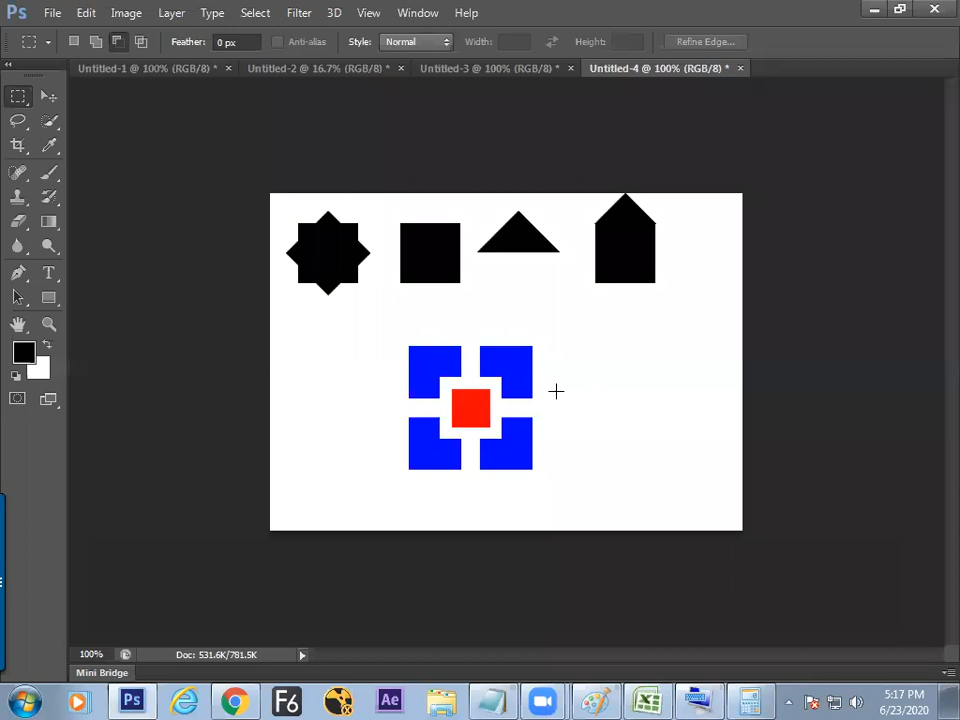 Ps File Edit Image Layer Type Select Filter 3D View Window Help
Feather: 0 px Anti-alias Style: Normal Width: Height: Refine Edge...
Untitled-1 @ 100% (RGB/8) * × Untitled-2 @ 16.7% (RGB/8) * × Untitled-3 @ 100% (RGB/8) * × Untitled-4 @ 100% (RGB/8) * ×
T
100% Doc: 531.6K/781.5K
Mini Bridge
Ps F6 Ae 5:17 PM
6/23/2020